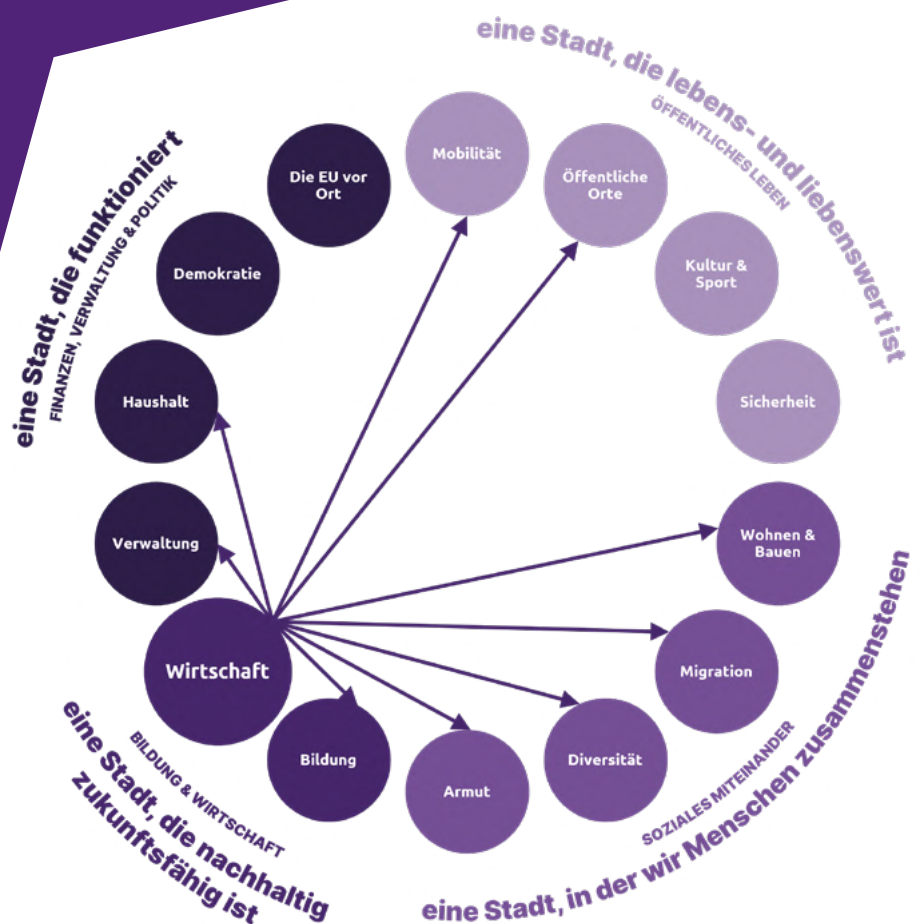 eine Stadt, die lebens- und liebenswert ist
ÖFFENTLICHES LEBEN
Mobilität
Öffentliche
Orte
Kultur &
Sport
Sicherheit
eine Stadt, in der wir Menschen zusammenstehen
SOZIALES MITEINANDER
Wohnen &
Bauen
Migration
Diversität
Armut
eine Stadt, die nachhaltig
zukunftsfähig ist
BILDUNG & WIRTSCHAFT
Bildung
Wirtschaft
eine Stadt, die funktioniert
FINANZEN, VERWALTUNG & POLITIK
Verwaltung
Haushalt
Demokratie
Die EU vor
Ort